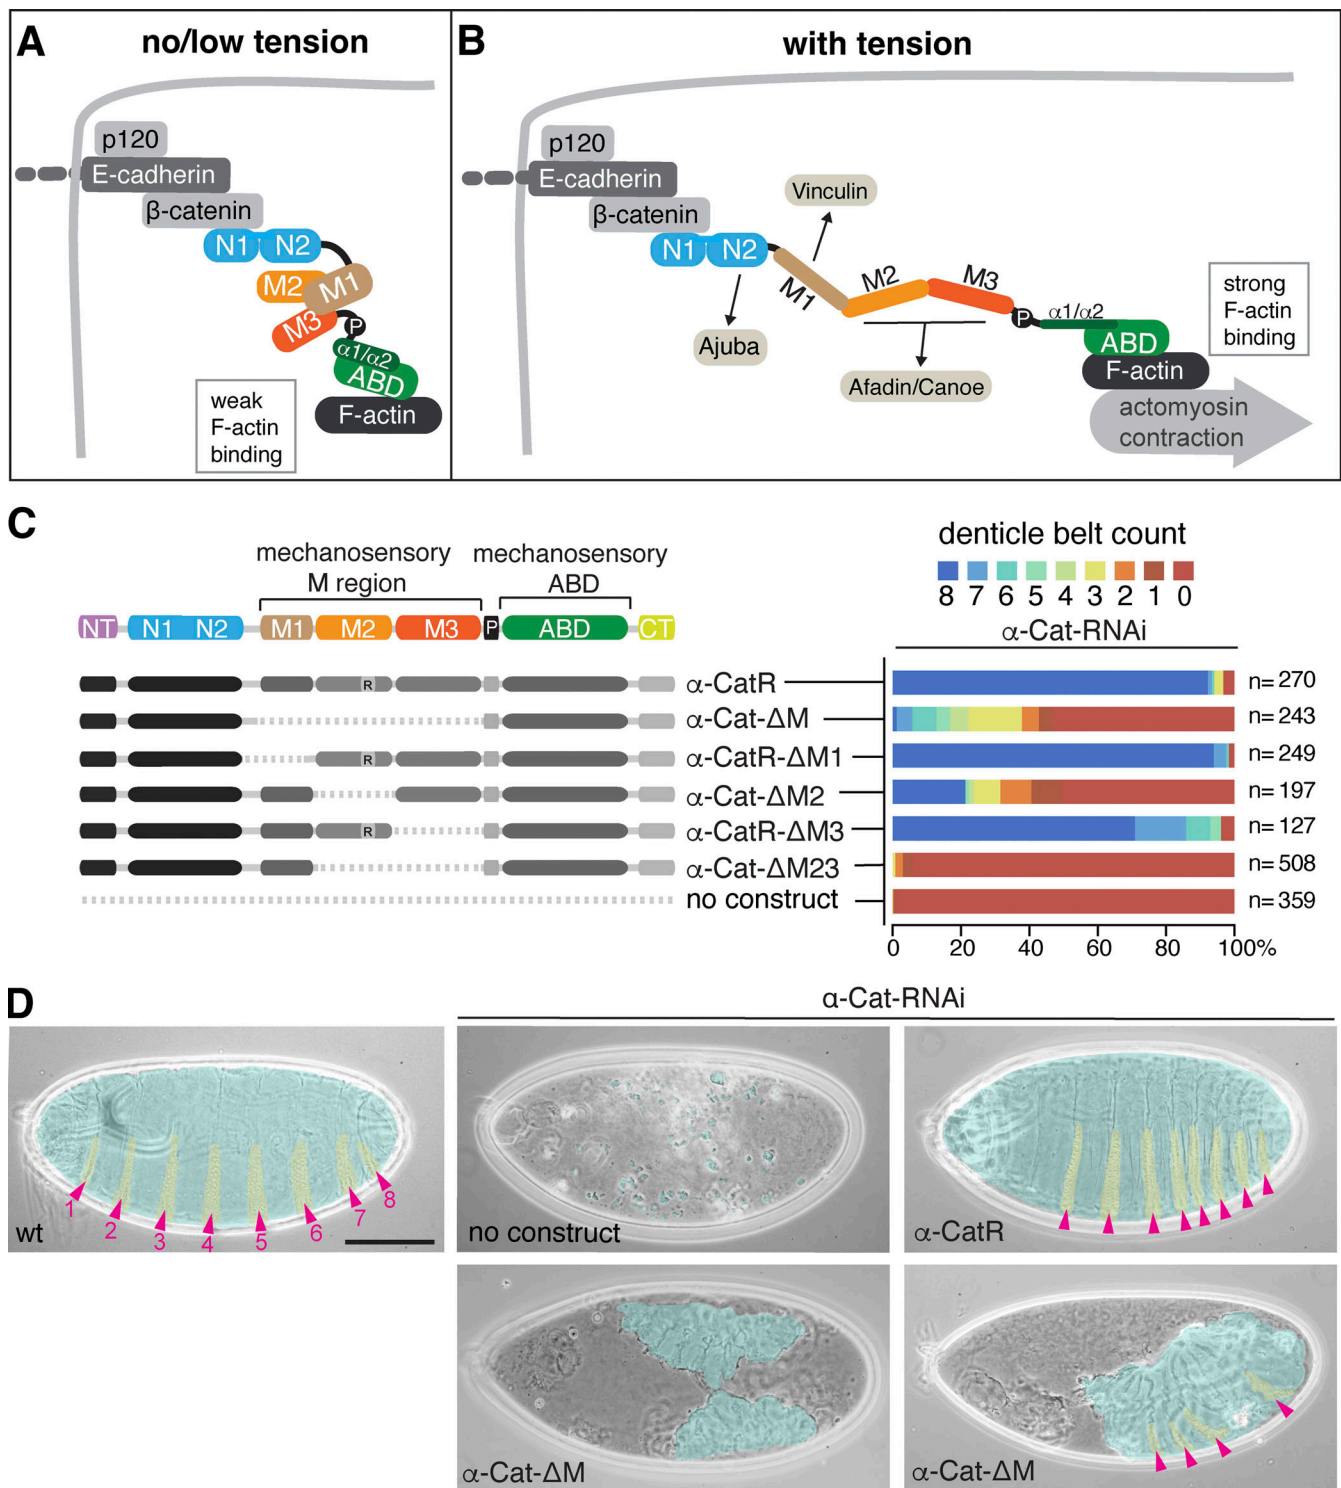 A
no/low tension
p120
E-cadherin
β-catenin
N1 N2
M2 M1
M3
P
α1/α2
ABD
F-actin
weak
F-actin
binding
B
with tension
p120
E-cadherin
β-catenin
N1 N2
M1
M2
M3
P
α1/α2
ABD
F-actin
Vinculin
Ajuba
Afadin/Canoe
strong
F-actin
binding
actomyosin
contraction
C
mechanosensory
M region
mechanosensory
ABD
NT N1 N2 M1 M2 M3 P ABD CT
denticle belt count
8 7 6 5 4 3 2 1 0
α-Cat-RNAi
R α-CatR n= 270
α-Cat-ΔM n= 243
R α-CatR-ΔM1 n= 249
α-Cat-ΔM2 n= 197
R α-CatR-ΔM3 n= 127
α-Cat-ΔM23 n= 508
no construct n= 359
0 20 40 60 80 100%
D
α-Cat-RNAi
1 2 3 4 5 6 7 8
wt
no construct
α-CatR
α-Cat-ΔM
α-Cat-ΔM